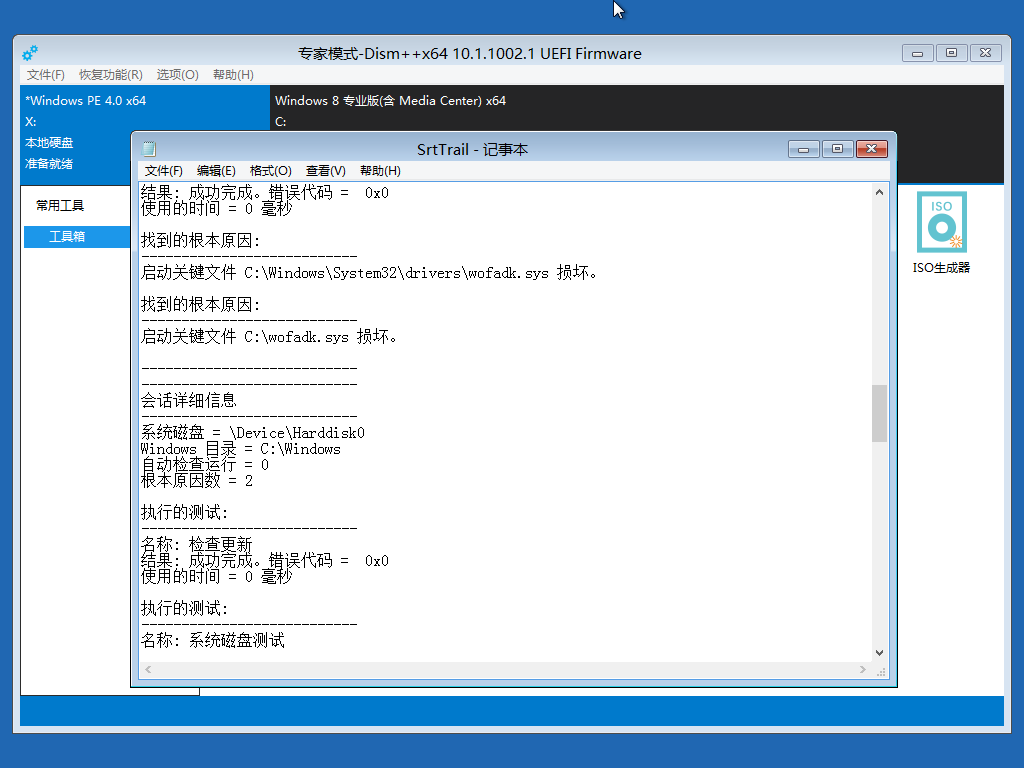 专家模式-Dism++x64 10.1.1002.1 UEFI Firmware
文件(F) 恢复功能(R) 选项(O) 帮助(H)
*Windows PE 4.0 x64
X:
本地硬盘
准备就绪
Windows 8 专业版(含 Media Center) x64
C:
常用工具
工具箱
ISO
ISO生成器
SrtTrail - 记事本
文件(F) 编辑(E) 格式(O) 查看(V) 帮助(H)
结果: 成功完成。错误代码 =  0x0
使用的时间 = 0 毫秒
找到的根本原因:
---------------------------
启动关键文件 C:\Windows\System32\drivers\wofadk.sys 损坏。
找到的根本原因:
---------------------------
启动关键文件 C:\wofadk.sys 损坏。
---------------------------
---------------------------
会话详细信息
---------------------------
系统磁盘 = \Device\Harddisk0
Windows 目录 = C:\Windows
自动检查运行 = 0
根本原因数 = 2
执行的测试:
---------------------------
名称: 检查更新
结果: 成功完成。错误代码 =  0x0
使用的时间 = 0 毫秒
执行的测试:
---------------------------
名称: 系统磁盘测试